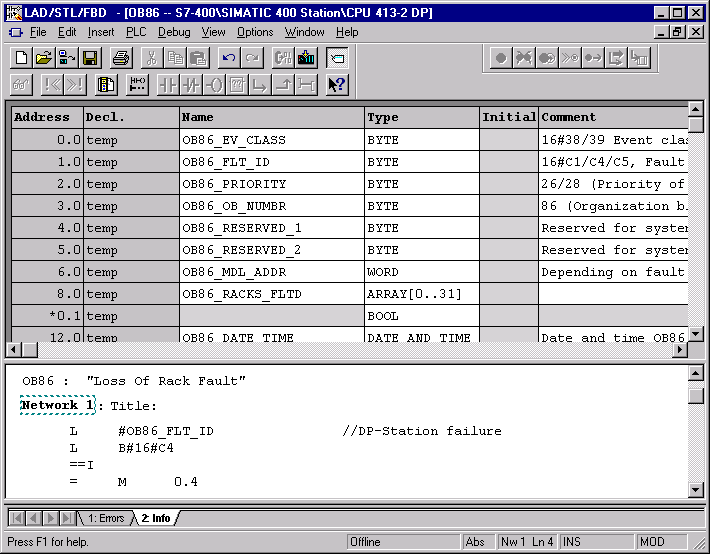 LAD/STL/FBD - [OB86 -- S7-400\SIMATIC 400 Station\CPU 413-2 DP]
File Edit Insert PLC Debug View Options Window Help
Address Decl. Name Type Initial Comment
0.0 temp OB86_EV_CLASS BYTE 16#38/39 Event clas
1.0 temp OB86_FLT_ID BYTE 16#C1/C4/C5, Fault
2.0 temp OB86_PRIORITY BYTE 26/28 (Priority of
3.0 temp OB86_OB_NUMBR BYTE 86 (Organization bl
4.0 temp OB86_RESERVED_1 BYTE Reserved for system
5.0 temp OB86_RESERVED_2 BYTE Reserved for system
6.0 temp OB86_MDL_ADDR WORD Depending on fault
8.0 temp OB86_RACKS_FLTD ARRAY[0..31]
*0.1 temp BOOL
12.0 temp OB86_DATE_TIME DATE_AND_TIME Date and time OB86
OB86 : "Loss Of Rack Fault"
Network 1: Title:
L #OB86_FLT_ID //DP-Station failure
L B#16#C4
==I
= M 0.4
1: Errors 2: Info
Press F1 for help. Offline Abs Nw 1 Ln 4 INS MOD